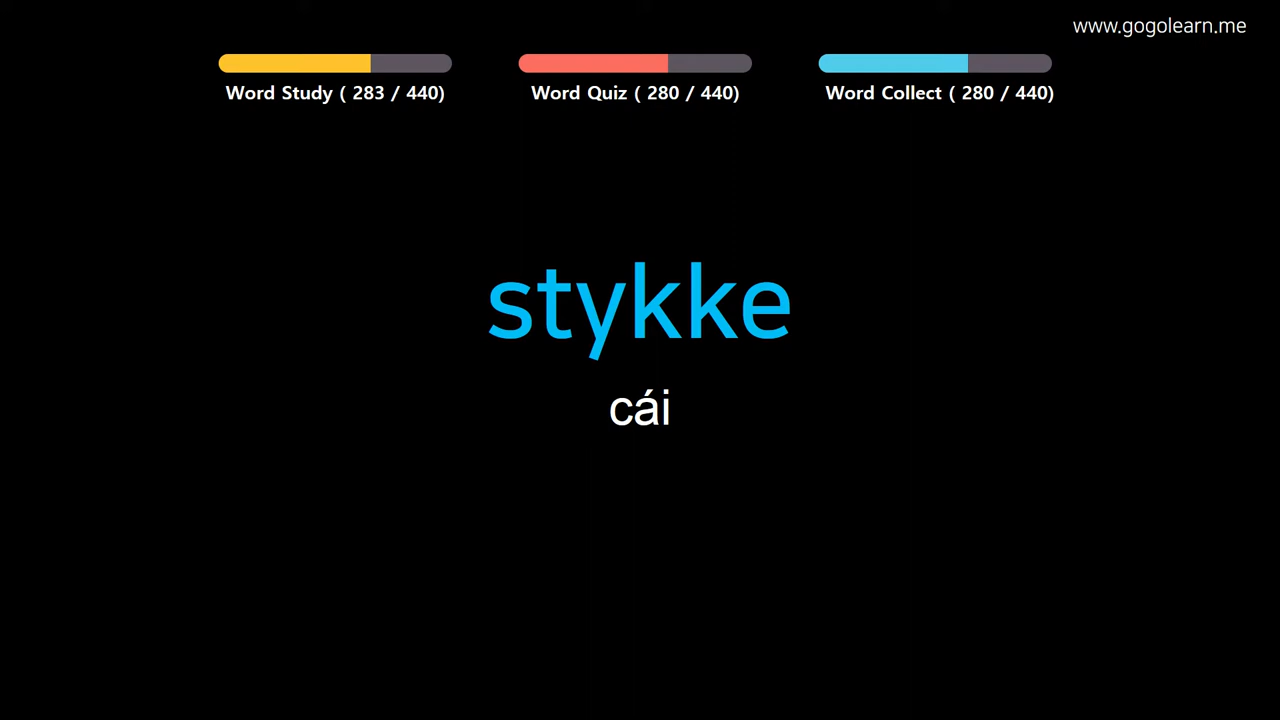 www.gogolearn.me
Word Study ( 283 / 440)
Word Quiz ( 280 / 440)
Word Collect ( 280 / 440)
stykke
cái